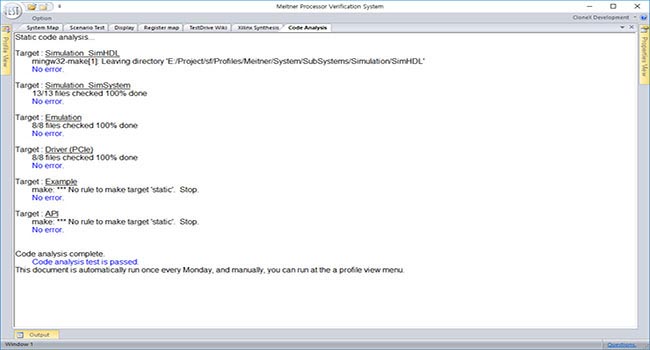 Meitner Processor Verification System
TEST
Option
CloneX Development
System Map Scenario Test Display Register map TestDrive Wiki Xilinx Synthesis Code Analysis
Profile View
Properties View
Static code analysis...
Target : Simulation_SimHDL
mingw32-make[1]: Leaving directory 'E:/Project/sf/Profiles/Meitner/System/SubSystems/Simulation/SimHDL'
No error.
Target : Simulation_SimSystem
13/13 files checked 100% done
No error.
Target : Emulation
8/8 files checked 100% done
No error.
Target : Driver (PCIe)
8/8 files checked 100% done
No error.
Target : Example
make: *** No rule to make target 'static'. Stop.
No error.
Target : API
make: *** No rule to make target 'static'. Stop.
No error.
Code analysis complete.
Code analysis test is passed.
This document is automatically run once every Monday, and manually, you can run at the a profile view menu.
Output
Window 1
Questions.